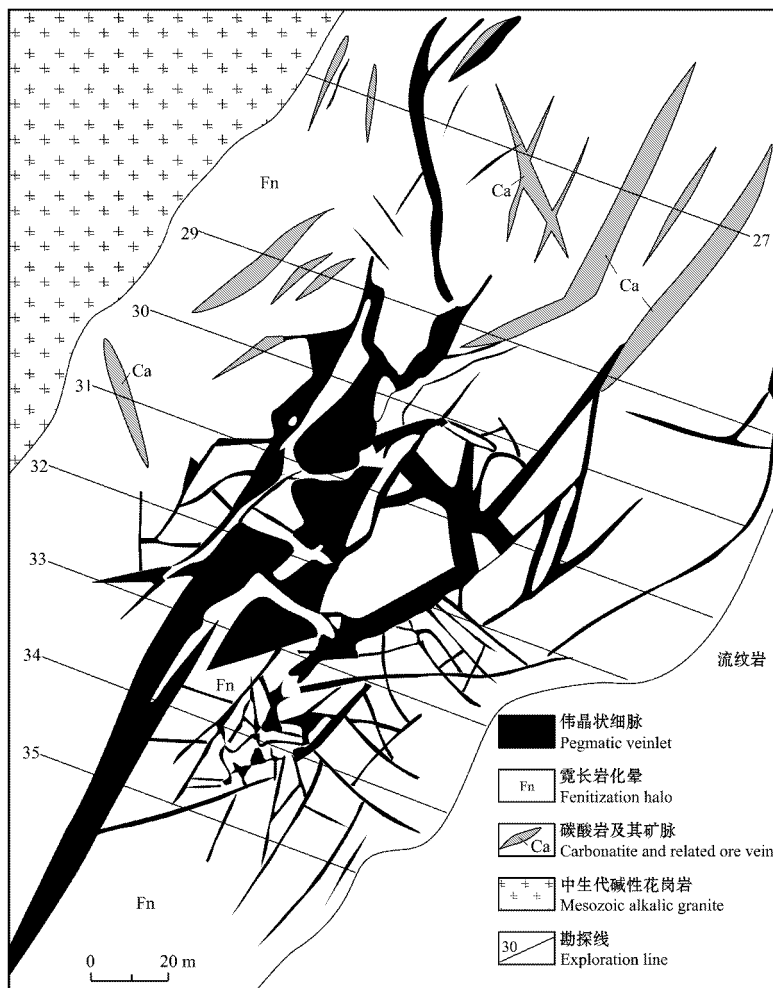 Fn
Ca
29
27
Ca
30
Ca
31
32
33
流纹岩
34
Fn
35
伟晶状细脉
Pegmatic veinlet
Fn
霓长岩化晕
Fenitization halo
Ca
碳酸岩及其矿脉
Carbonatite and related ore vein
中生代碱性花岗岩
Mesozoic alkalic granite
Fn
30
勘探线
Exploration line
0 20 m